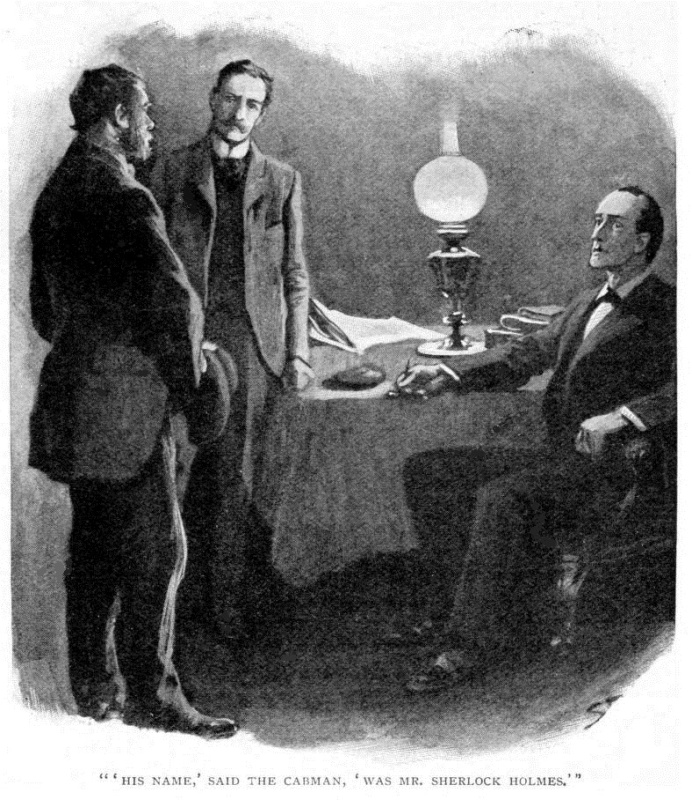 "'HIS NAME,' SAID THE CABMAN, 'WAS MR. SHERLOCK HOLMES.'"